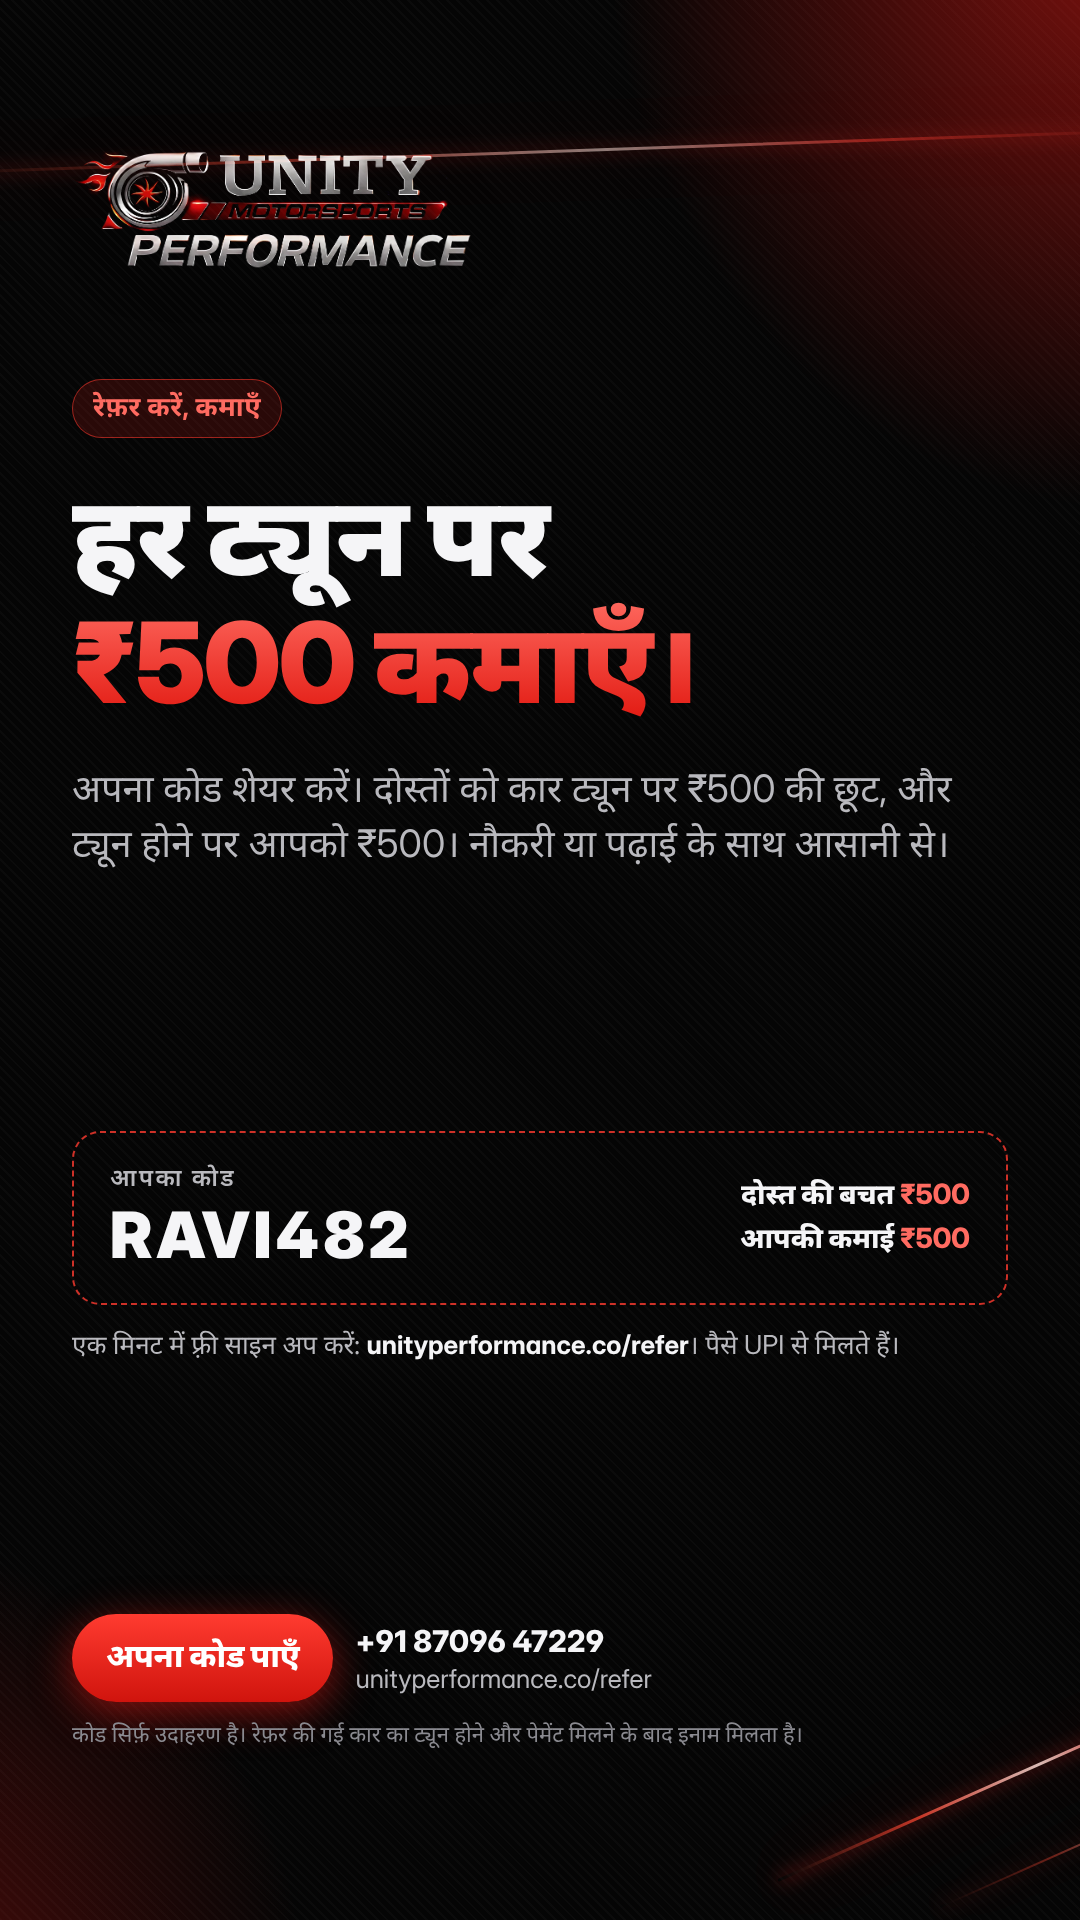 UNITY
MOTORSPORTS
PERFORMANCE
रेफ़र करें, कमाएँ
हर ट्यून पर
₹500 कमाएँ।
अपना कोड शेयर करें। दोस्तों को कार ट्यून पर ₹500 की छूट, और
ट्यून होने पर आपको ₹500। नौकरी या पढ़ाई के साथ आसानी से।
आपका कोड
RAVI482
दोस्त की बचत ₹500
आपकी कमाई ₹500
एक मिनट में फ़्री साइन अप करें: unityperformance.co/refer। पैसे UPI से मिलते हैं।
अपना कोड पाएँ
+91 87096 47229
unityperformance.co/refer
कोड सिर्फ़ उदाहरण है। रेफ़र की गई कार का ट्यून होने और पेमेंट मिलने के बाद इनाम मिलता है।